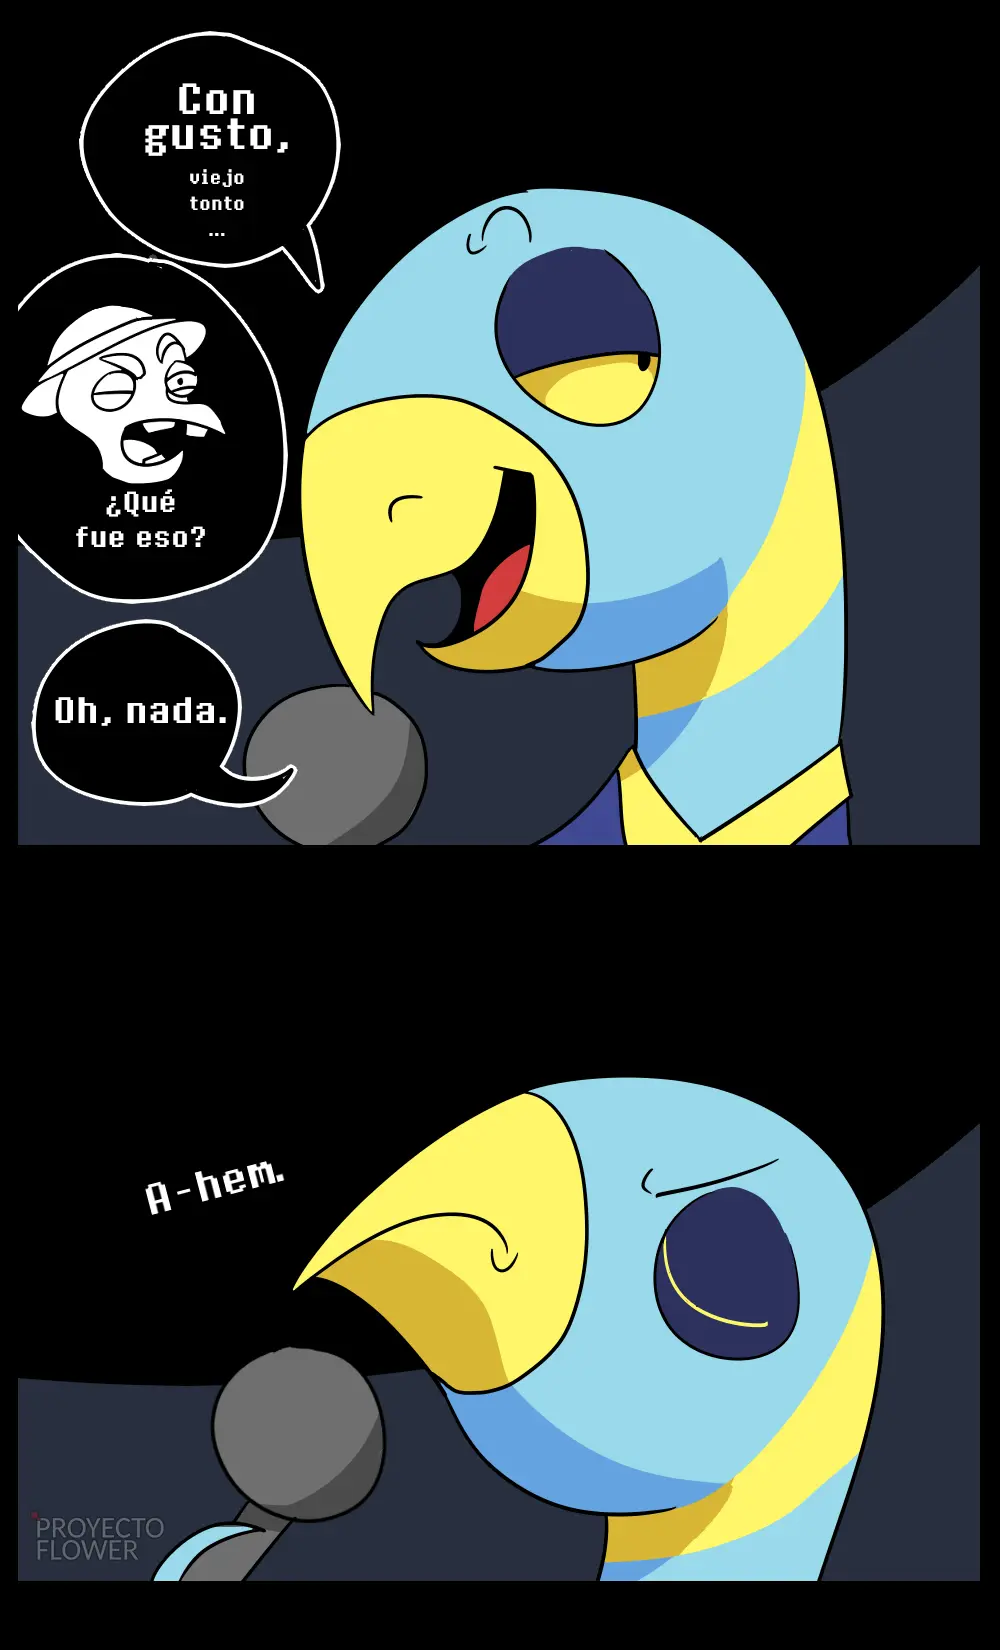 Con
gusto,
viejo
tonto
...
¿Qué
fue eso?
Oh, nada.
A-hem.
PROYECTO
FLOWER